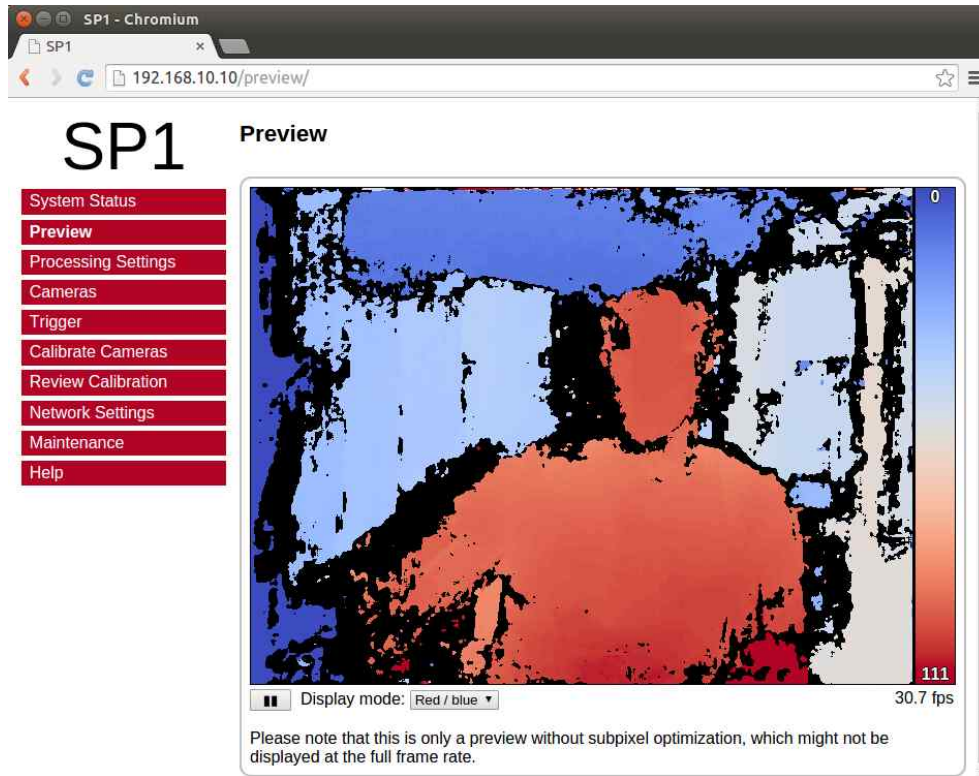 SP1 - Chromium
SP1
192.168.10.10/preview/
SP1
System Status
Preview
Processing Settings
Cameras
Trigger
Calibrate Cameras
Review Calibration
Network Settings
Maintenance
Help
Preview
0
111
Display mode: Red / blue
30.7 fps
Please note that this is only a preview without subpixel optimization, which might not be
displayed at the full frame rate.